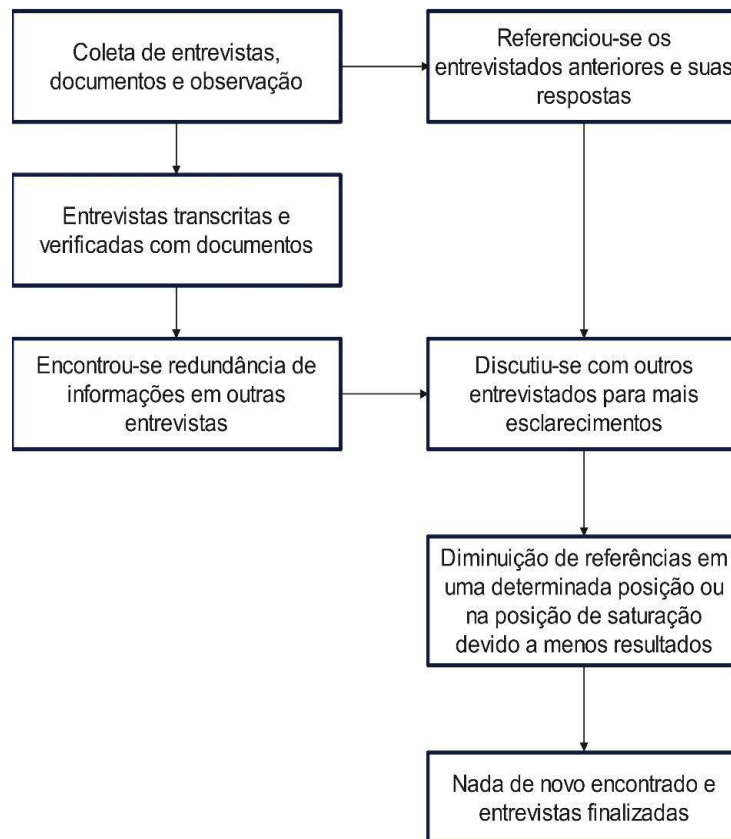 Coleta de entrevistas,
documentos e observação
Referenciou-se os
entrevistados anteriores e suas
respostas
Entrevistas transcritas e
verificadas com documentos
Encontrou-se redundância de
informações em outras
entrevistas
Discutiu-se com outros
entrevistados para mais
esclarecimentos
Diminuição de referências em
uma determinada posição ou
na posição de saturação
devido a menos resultados
Nada de novo encontrado e
entrevistas finalizadas